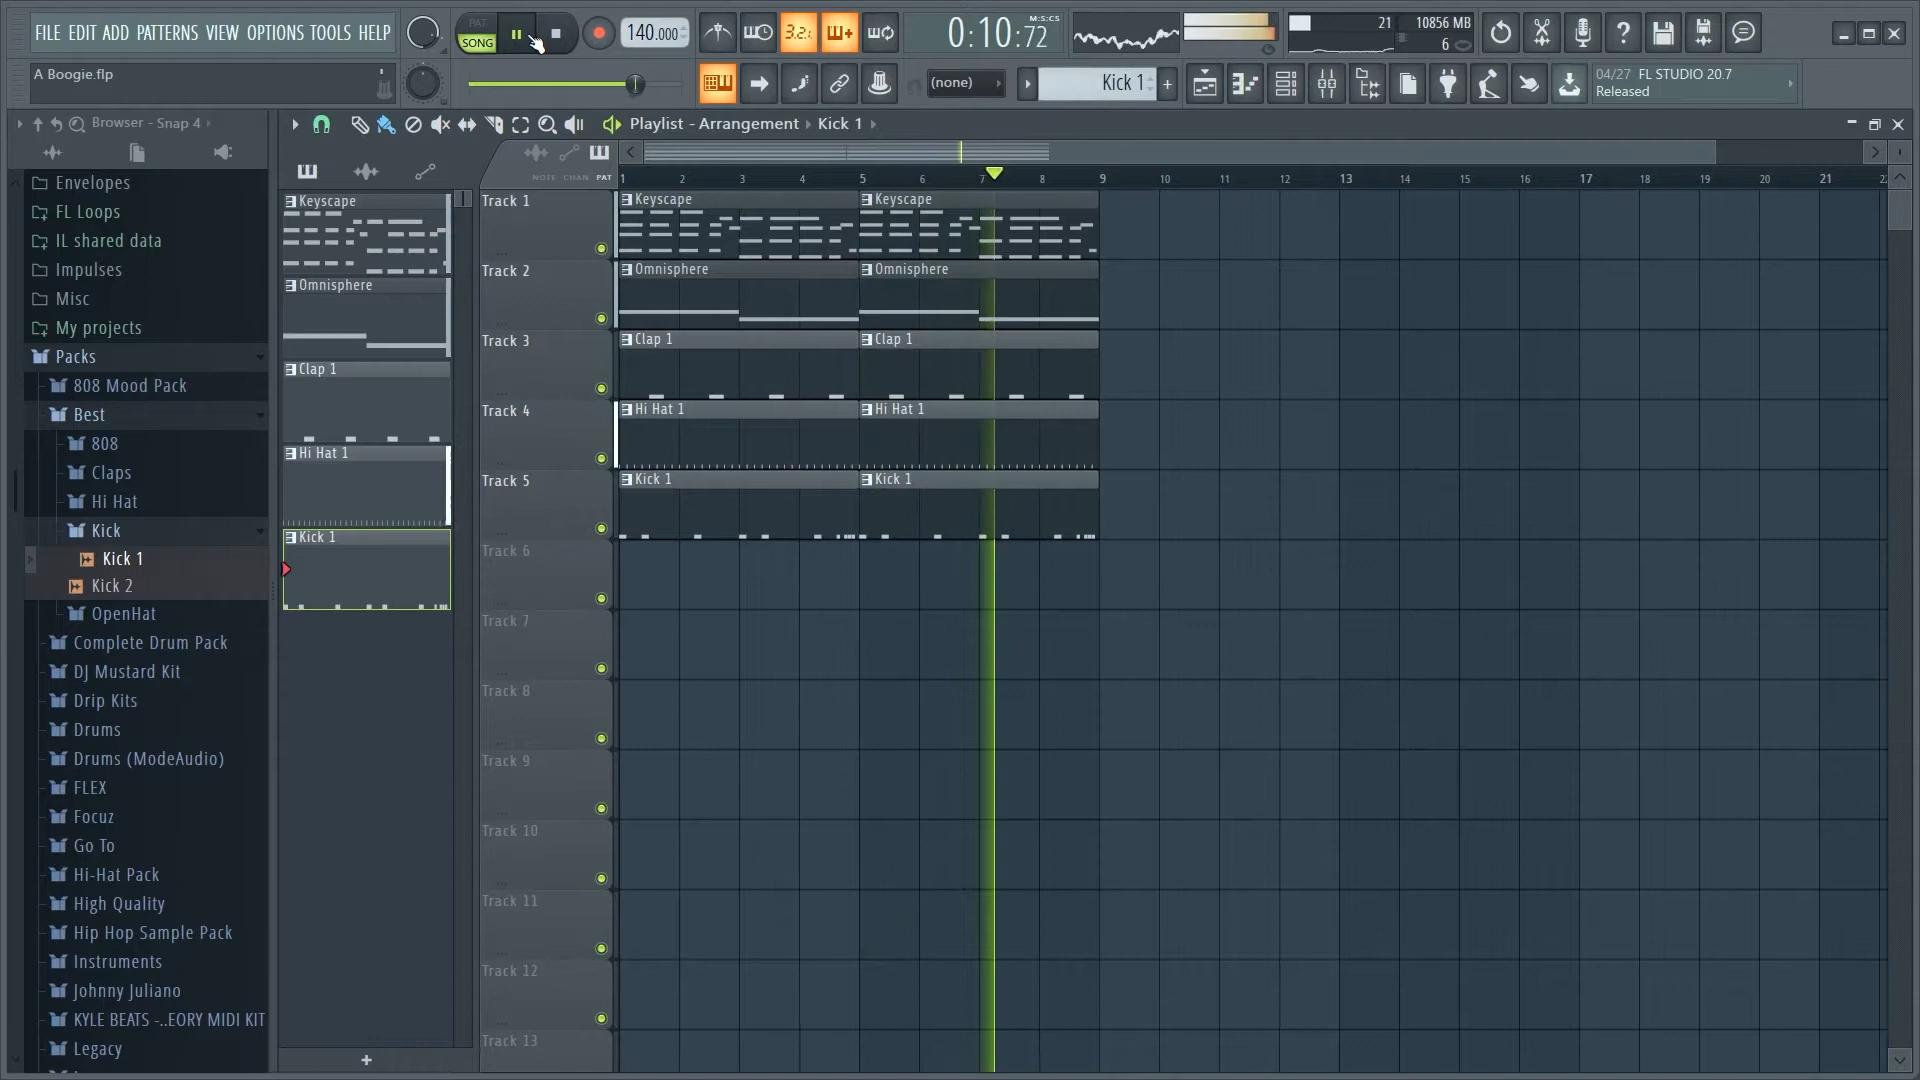 FILE EDIT ADD PATTERNS VIEW OPTIONS TOOLS HELP
PAT
SONG
140.000
3.2.
0:10:72
M:S:CS
21
10856 MB
6
A Boogie.flp
(none)
Kick 1
+
04/27 FL STUDIO 20.7
Released
Browser - Snap 4
Playlist - Arrangement
Kick 1
NOTE CHAN PAT
1 2 3 4 5 6 7 8 9 10 11 12 13 14 15 16 17 18 19 20 21
Envelopes
FL Loops
IL shared data
Impulses
Misc
My projects
Packs
808 Mood Pack
Best
808
Claps
Hi Hat
Kick
Kick 1
Kick 2
OpenHat
Complete Drum Pack
DJ Mustard Kit
Drip Kits
Drums
Drums (ModeAudio)
FLEX
Focuz
Go To
Hi-Hat Pack
High Quality
Hip Hop Sample Pack
Instruments
Johnny Juliano
KYLE BEATS -..EORY MIDI KIT
Legacy
Keyscape
Omnisphere
Clap 1
Hi Hat 1
Kick 1
+
Track 1
Keyscape
Keyscape
Track 2
Omnisphere
Omnisphere
Track 3
Clap 1
Clap 1
Track 4
Hi Hat 1
Hi Hat 1
Track 5
Kick 1
Kick 1
Track 6
Track 7
Track 8
Track 9
Track 10
Track 11
Track 12
Track 13